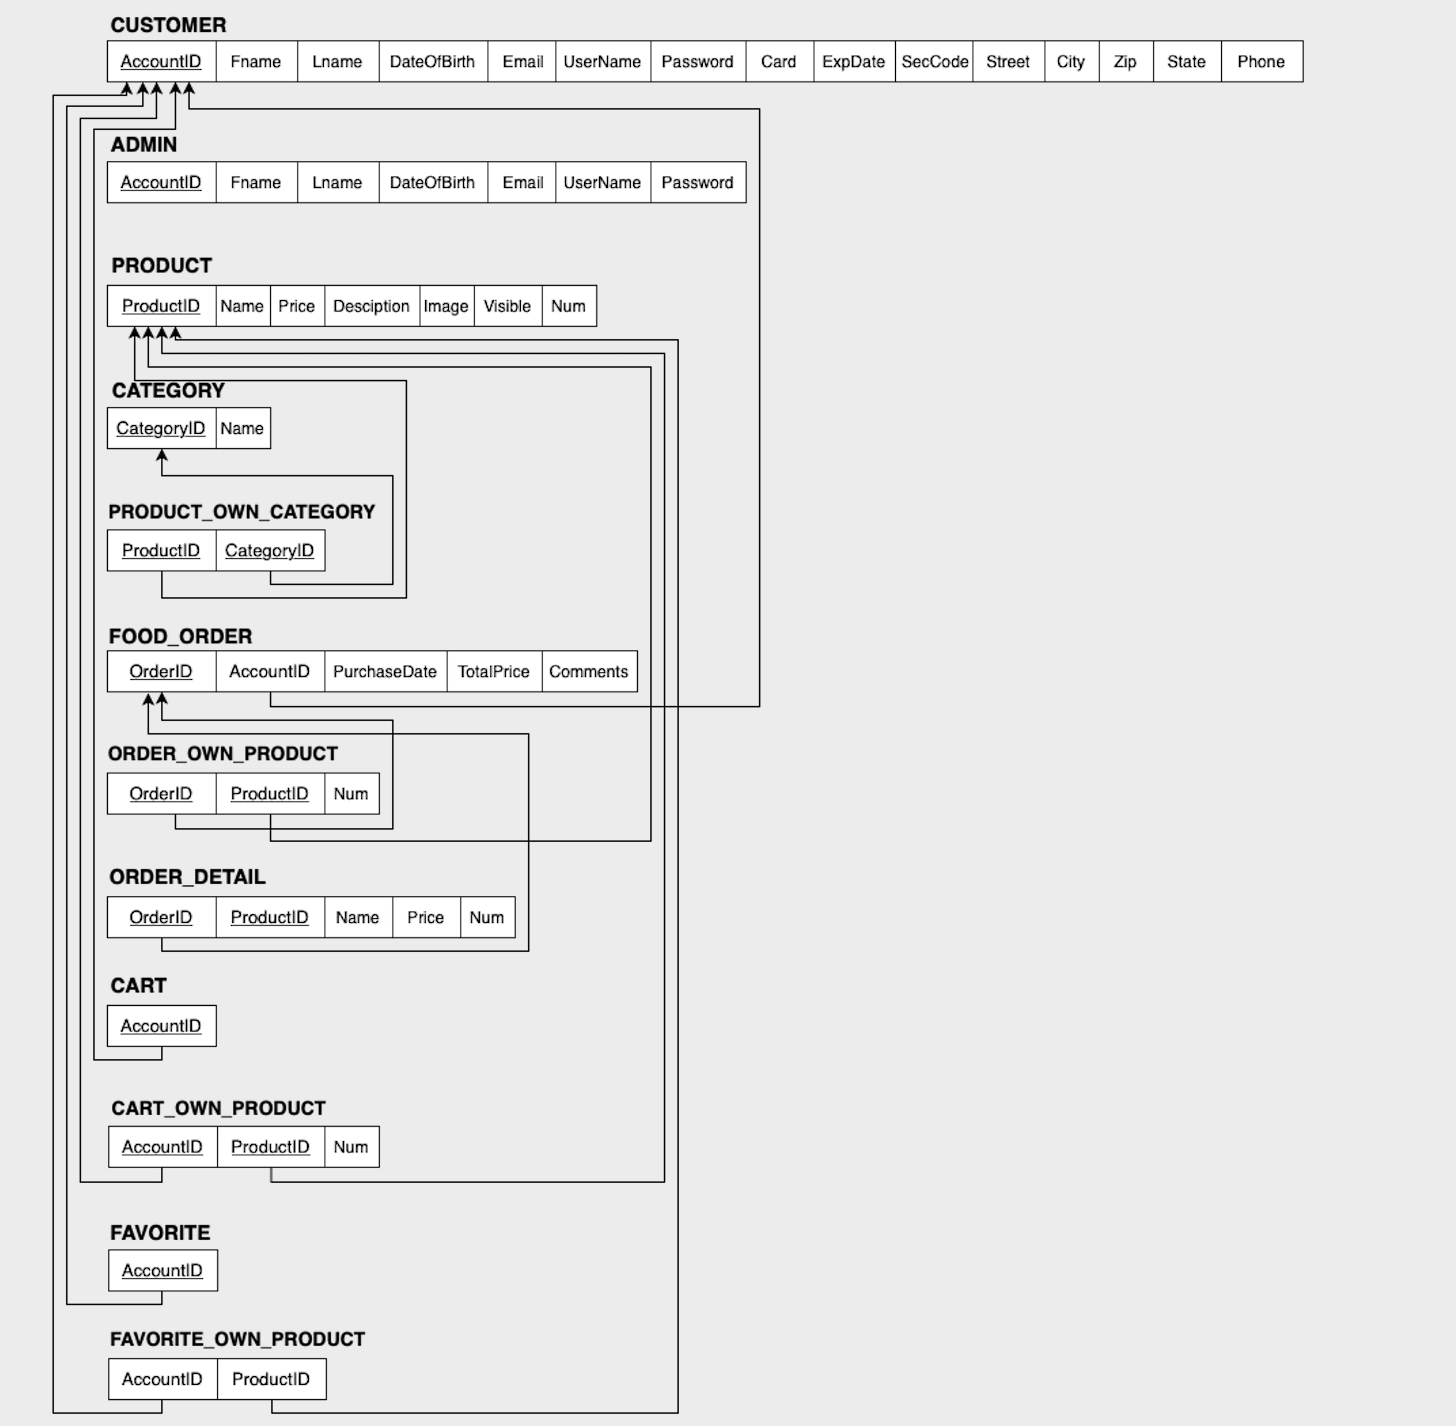 CUSTOMER
AccountID Fname Lname DateOfBirth Email UserName Password Card ExpDate SecCode Street City Zip State Phone
ADMIN
AccountID Fname Lname DateOfBirth Email UserName Password
PRODUCT
ProductID Name Price Desciption Image Visible Num
CATEGORY
CategoryID Name
PRODUCT_OWN_CATEGORY
ProductID CategoryID
FOOD_ORDER
OrderID AccountID PurchaseDate TotalPrice Comments
ORDER_OWN_PRODUCT
OrderID ProductID Num
ORDER_DETAIL
OrderID ProductID Name Price Num
CART
AccountID
CART_OWN_PRODUCT
AccountID ProductID Num
FAVORITE
AccountID
FAVORITE_OWN_PRODUCT
AccountID ProductID